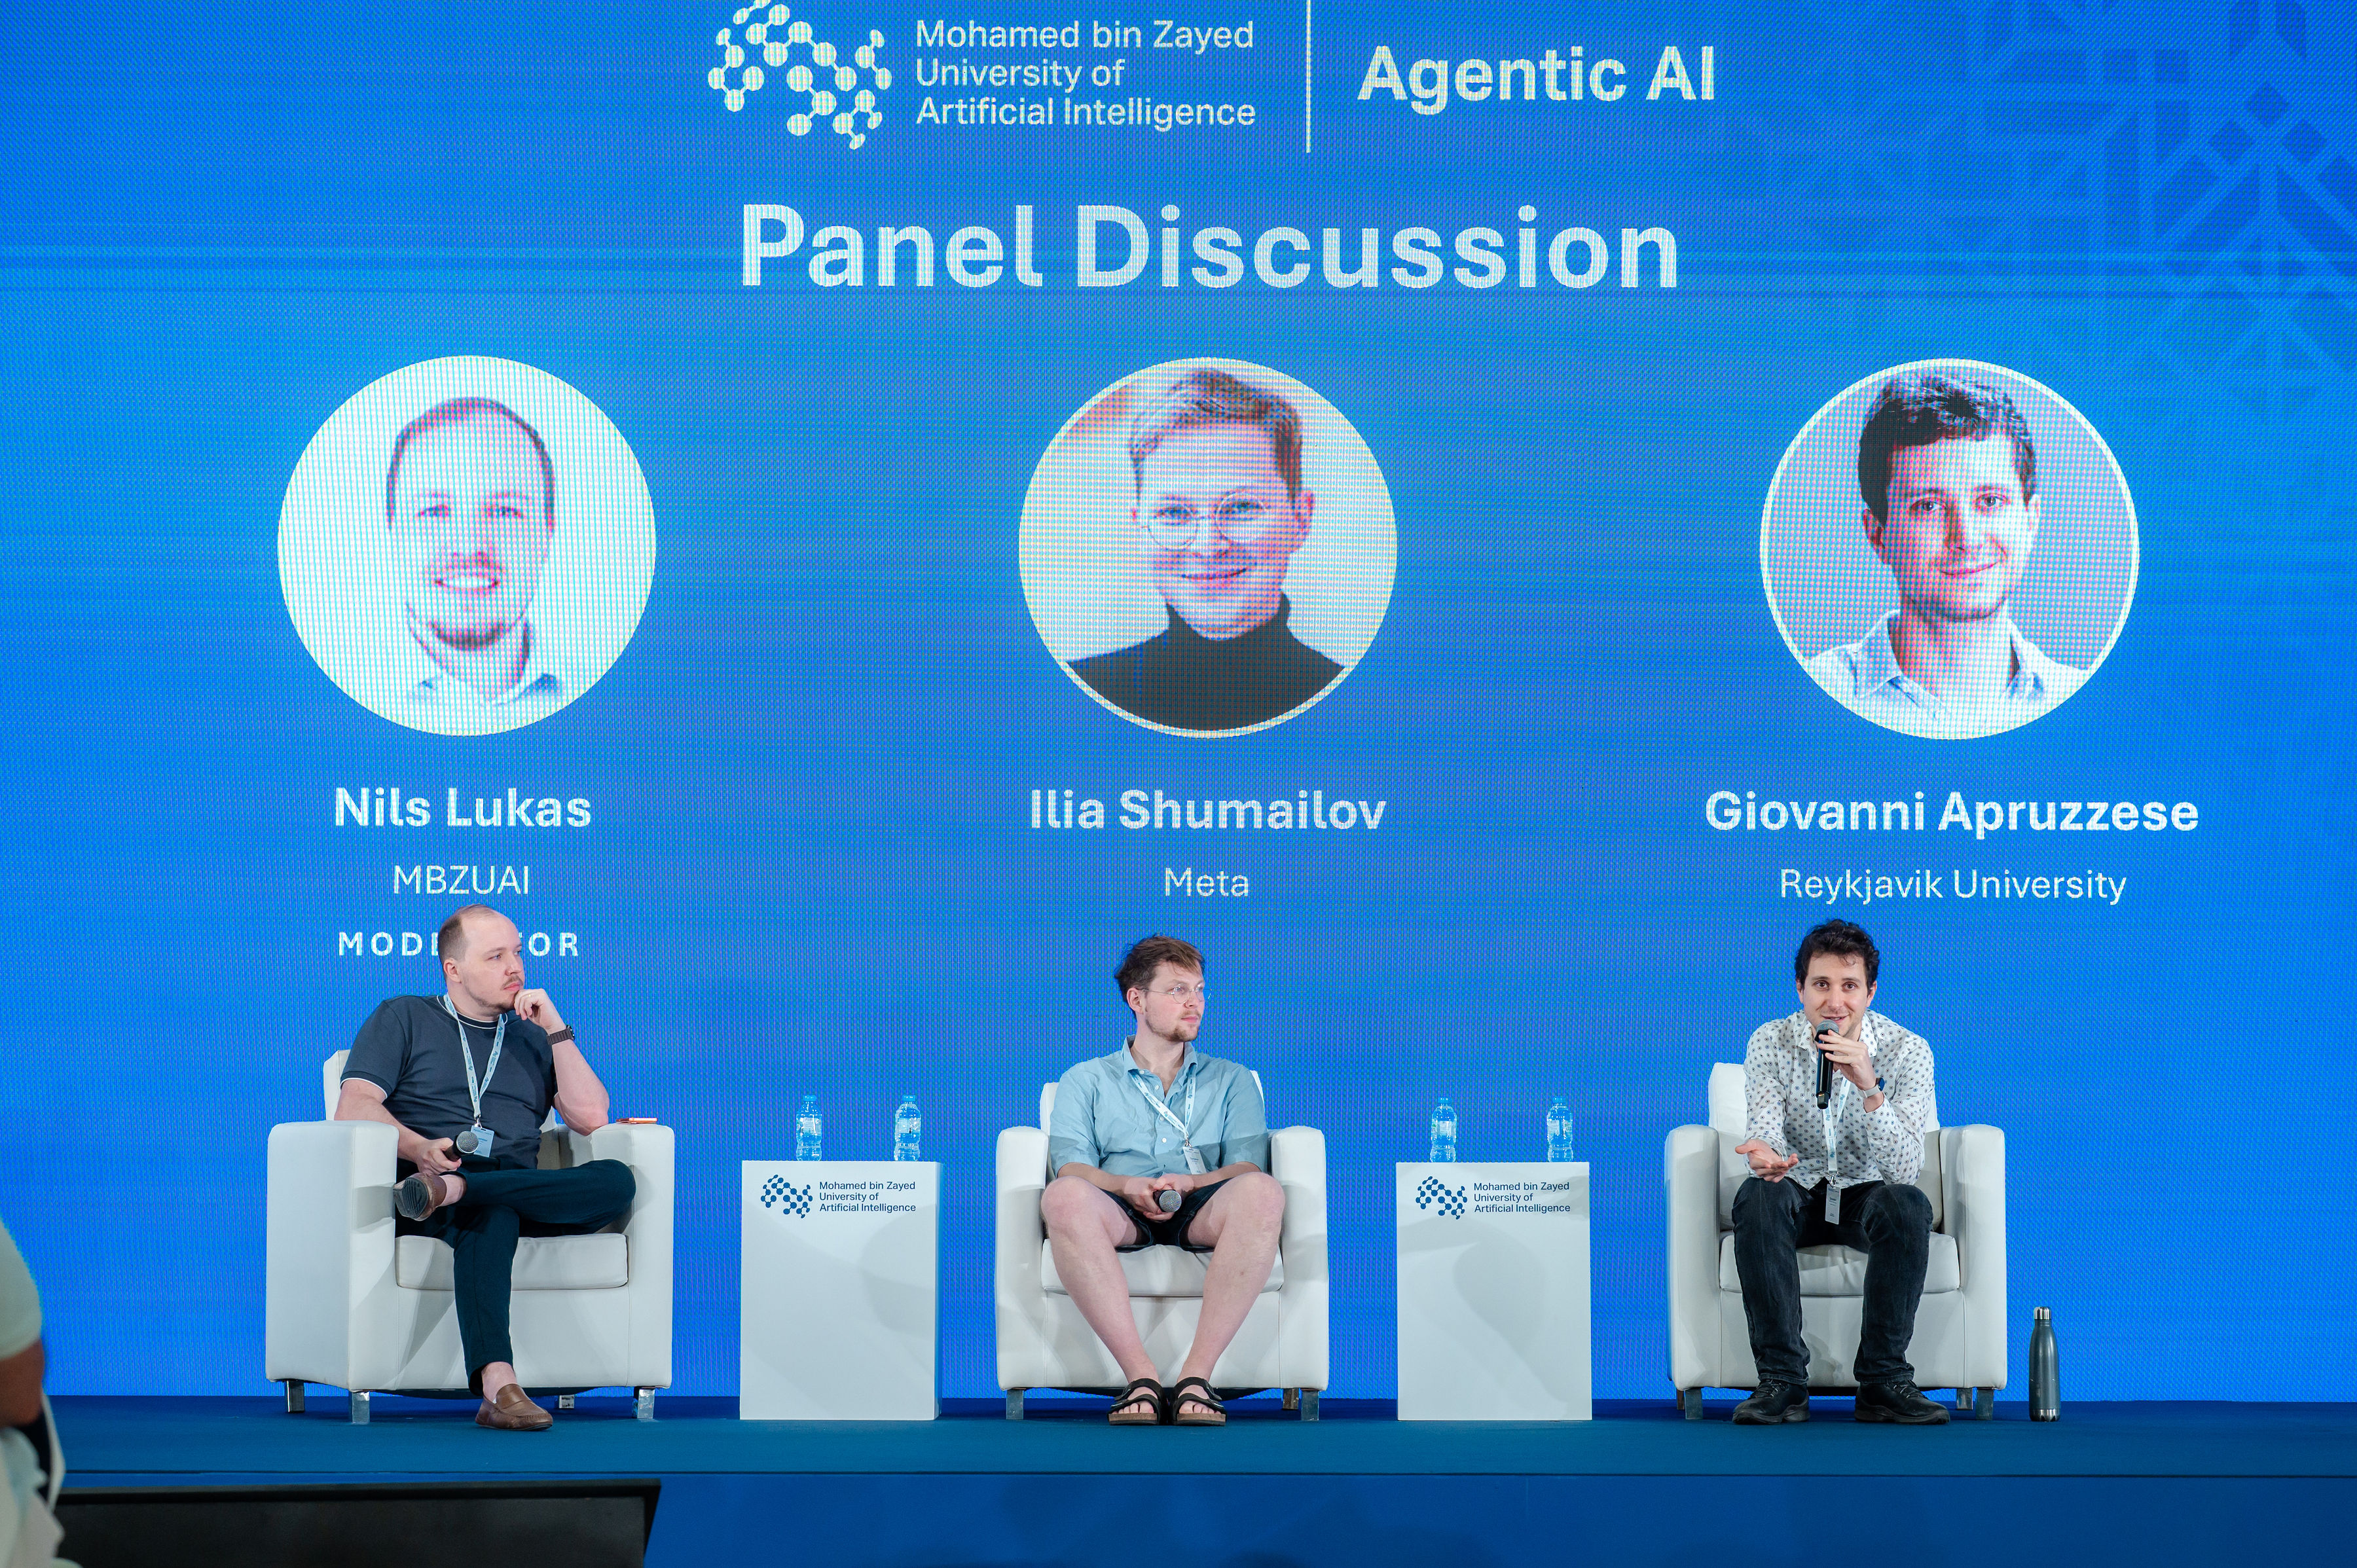 Mohamed bin Zayed
University of
Artificial Intelligence
Agentic AI
Panel Discussion
Nils Lukas
MBZUAI
Ilia Shumailov
Meta
Giovanni Apruzzese
Reykjavik University
Mohamed bin Zayed
University of
Artificial Intelligence
Mohamed bin Zayed
University of
Artificial Intelligence